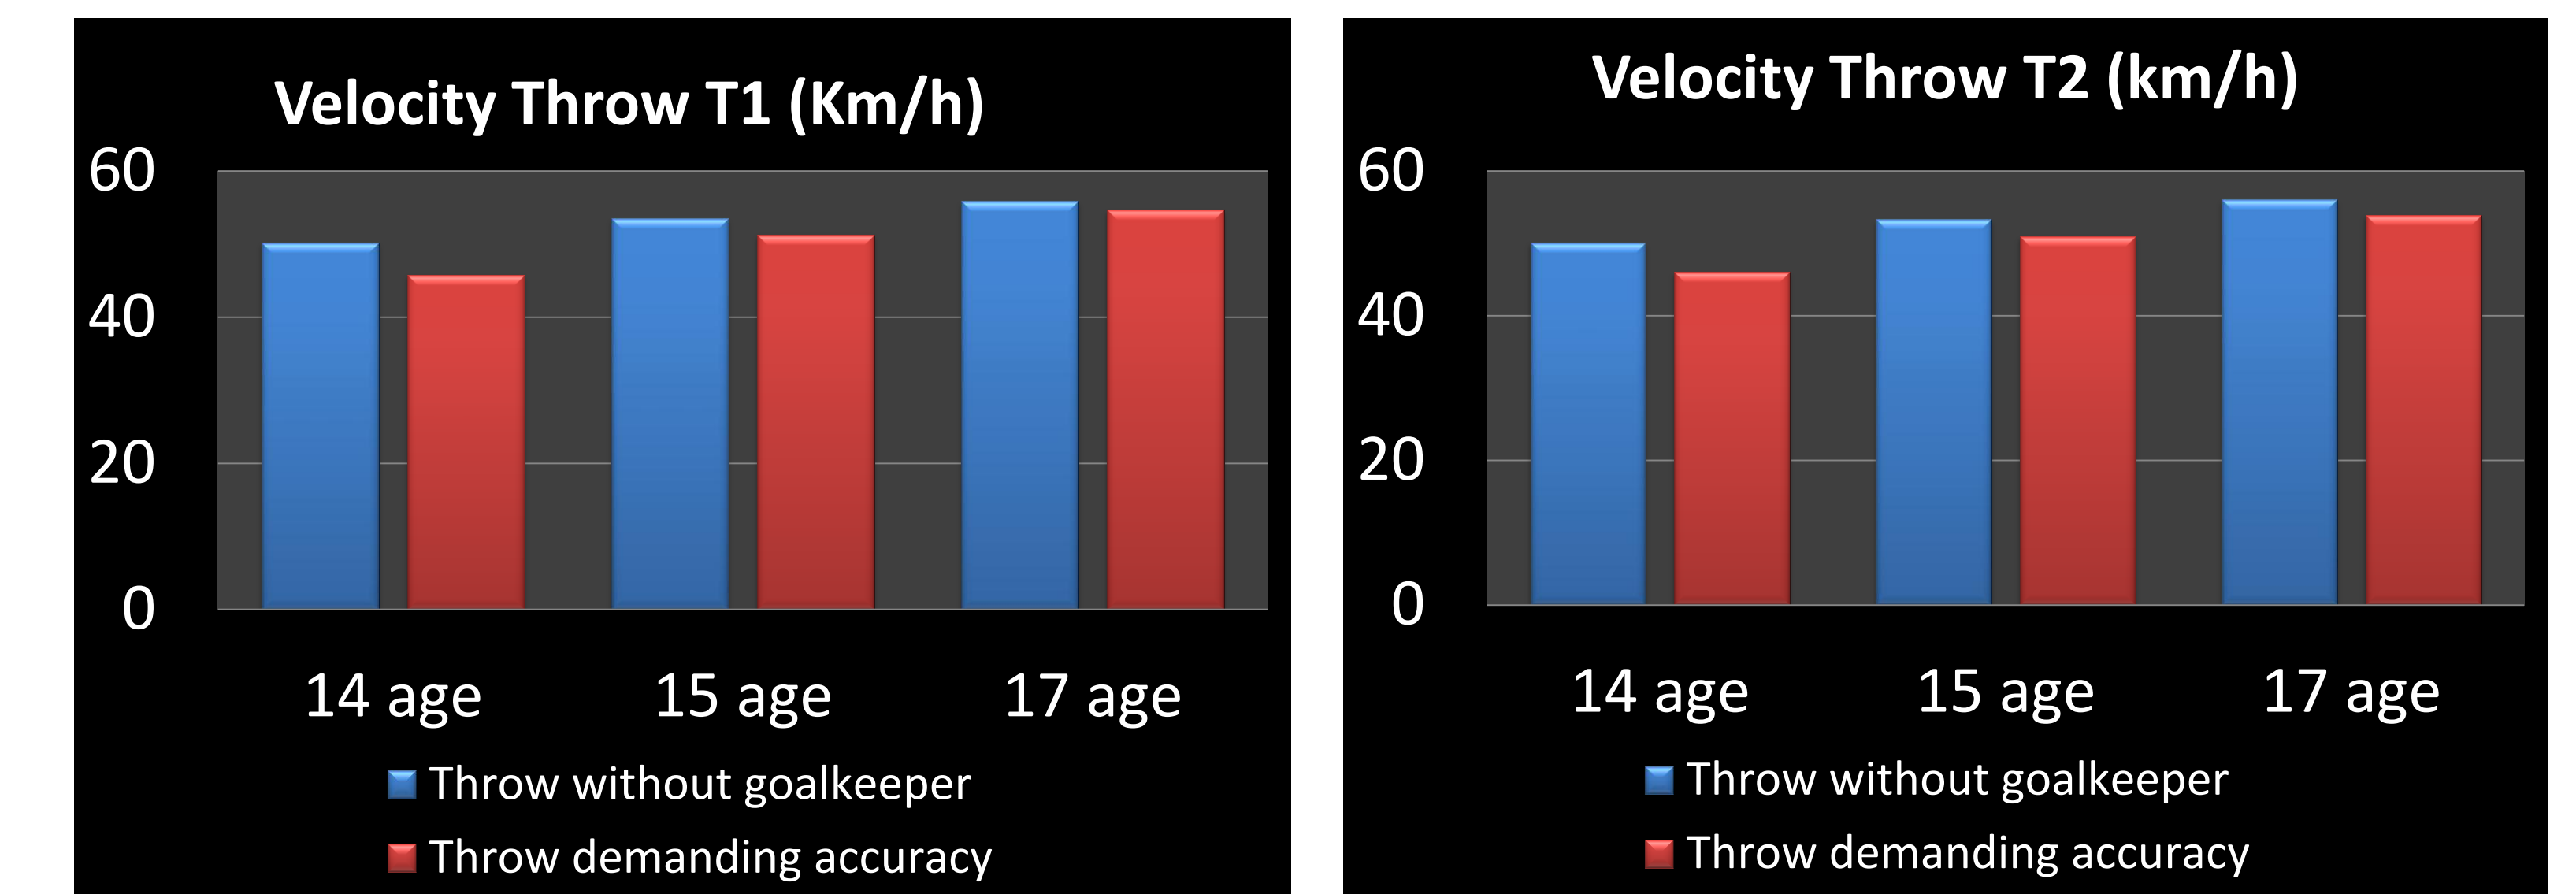 Velocity Throw T1 (Km/h)
60
40
20
0
14 age 15 age 17 age
Throw without goalkeeper
Throw demanding accuracy
Velocity Throw T2 (km/h)
60
40
20
0
14 age 15 age 17 age
Throw without goalkeeper
Throw demanding accuracy